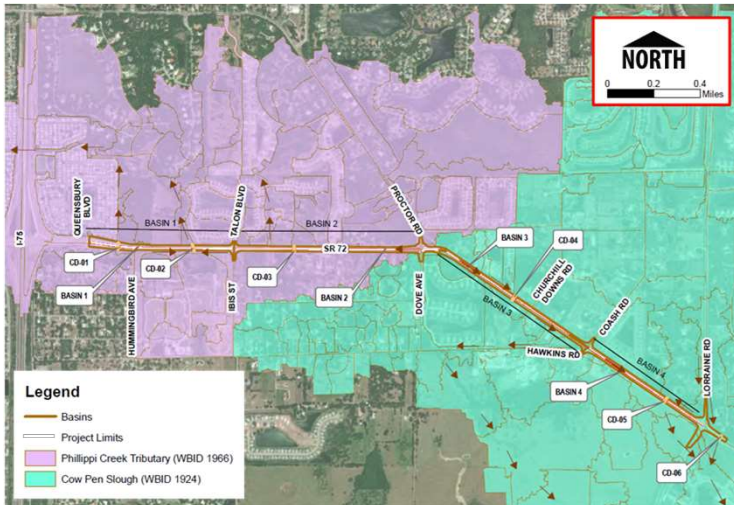 NORTH
0 0.2 0.4
Miles
I-75
QUEENSBURY
BLVD
BASIN 1
TALON BLVD
BASIN 2
PROCTOR RD
SR 72
CD-01
CD-02
CD-03
BASIN 1
HUMMINGBIRD AVE
IBIS ST
BASIN 2
DOVE AVE
BASIN 3
CD-04
CHURCHILL
DOWNS RD
BASIN 3
COASH RD
HAWKINS RD
BASIN 4
LORRAINE RD
BASIN 4
CD-05
CD-06
Legend
Basins
Project Limits
Phillippi Creek Tributary (WBID 1966)
Cow Pen Slough (WBID 1924)